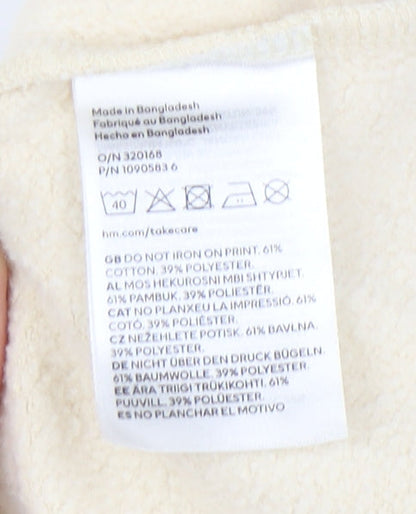 Made in Bangladesh
Fabriqué au Bangladesh
Hecho en Bangladesh
O/N 320168
P/N 1090583 6
40
hm.com/takecare
GB DO NOT IRON ON PRINT. 61%
COTTON. 39% POLYESTER.
AL MOS HEKUROSNI MBI SHTYPJET.
61% PAMBUK. 39% POLIESTËR.
CAT NO PLANXEU LA IMPRESSIÓ. 61%
COTÓ. 39% POLIÈSTER.
CZ NEŽEHLETE POTISK. 61% BAVLNA.
39% POLYESTER.
DE NICHT ÜBER DEN DRUCK BÜGELN.
61% BAUMWOLLE. 39% POLYESTER.
EE ÄRA TRIIGI TRÜKIKOHTI. 61%
PUUVILL. 39% POLÜESTER.
ES NO PLANCHAR EL MOTIVO